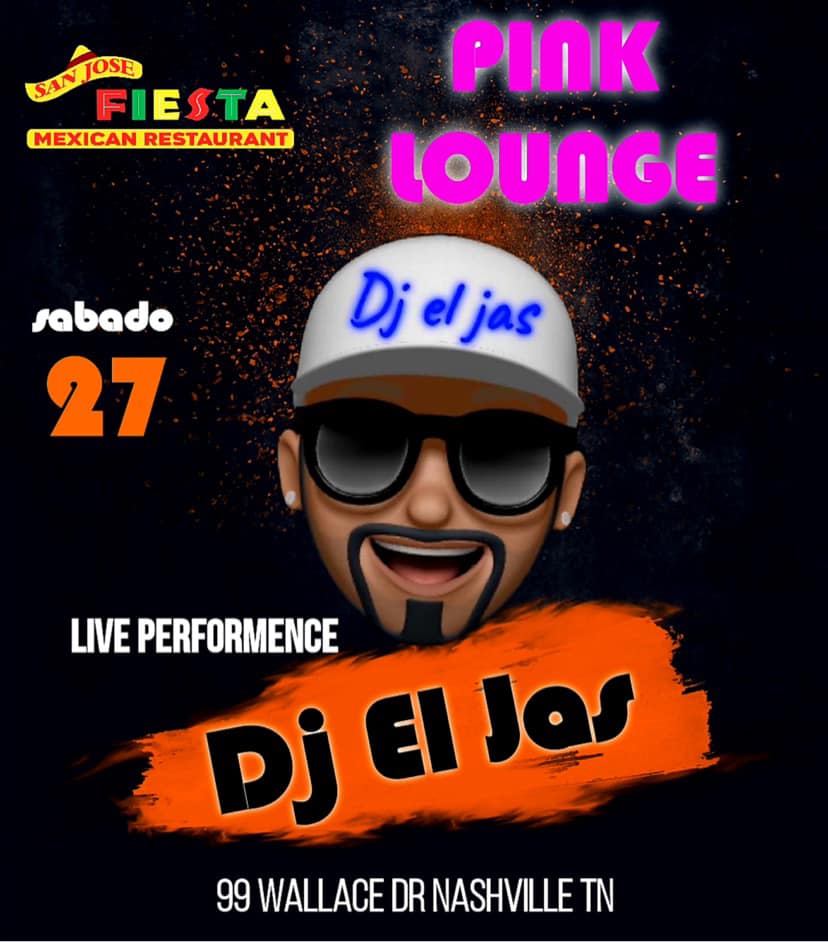 SAN JOSE
FIESTA
MEXICAN RESTAURANT
PINK
LOUNGE
Dj el jas
sabado
27
LIVE PERFORMENCE
Dj El Jas
99 WALLACE DR NASHVILLE TN